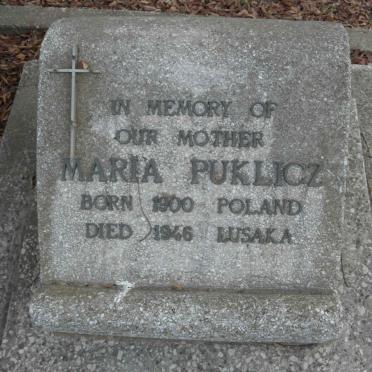 IN MEMORY OF
OUR MOTHER
MARIA PUKLICZ
BORN 1900 POLAND
DIED 1946 LUSAKA